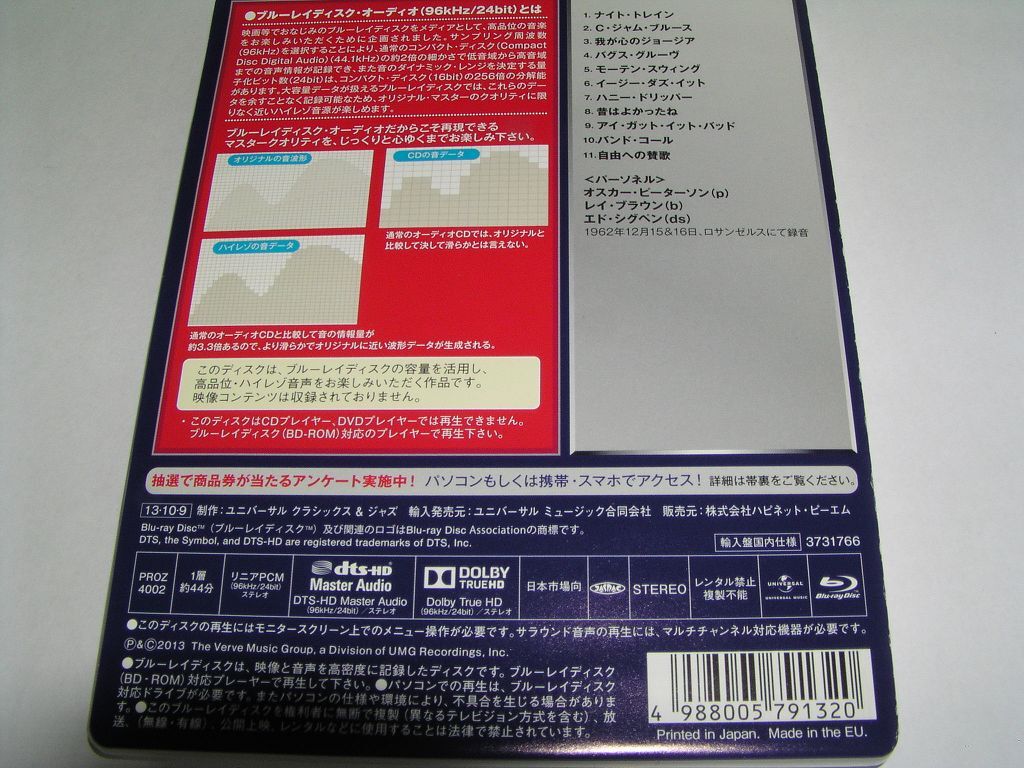 ●ブルーレイディスク・オーディオ(96kHz/24bit)とは
映画等でおなじみのブルーレイディスクをメディアとして、高品位の音楽
をお楽しみいただくために企画されました。サンプリング周波数
(96kHz)を選択することにより、通常のコンパクト・ディスク(Compact
Disc Digital Audio)(44.1kHz)の約2倍の細かさで低音域から高音域
までの音声情報が記録でき、また音のダイナミック・レンジを決定する量
子化ビット数(24bit)は、コンパクト・ディスク(16bit)の256倍の分解能
があります。大容量データが扱えるブルーレイディスクでは、これらのデー
タを余すことなく記録可能なため、オリジナル・マスターのクオリティに限
りなく近いハイレゾ音源が楽しめます。
ブルーレイディスク・オーディオだからこそ再現できる
マスタークオリティを、じっくりと心ゆくまでお楽しみ下さい。
オリジナルの音波形
CDの音データ
通常のオーディオCDでは、オリジナルと
比較して決して滑らかとは言えない。
ハイレゾの音データ
通常のオーディオCDと比較して音の情報量が
約3.3倍あるので、より滑らかでオリジナルに近い波形データが生成される。
このディスクは、ブルーレイディスクの容量を活用し、
高品位・ハイレゾ音声をお楽しみいただく作品です。
映像コンテンツは収録されておりません。
・このディスクはCDプレイヤー、DVDプレイヤーでは再生できません。
ブルーレイディスク(BD-ROM)対応のプレイヤーで再生下さい。
1. ナイト・トレイン
2. C・ジャム・ブルース
3. 我が心のジョージア
4. バグス・グルーヴ
5. モーテン・スウィング
6. イージー・ダズ・イット
7. ハニー・ドリッパー
8. 昔はよかったね
9. アイ・ガット・イット・バッド
10. バンド・コール
11. 自由への賛歌
<パーソネル>
オスカー・ピーターソン(p)
レイ・ブラウン(b)
エド・シグペン(ds)
1962年12月15&16日、ロサンゼルスにて録音
抽選で商品券が当たるアンケート実施中！ パソコンもしくは携帯・スマホでアクセス！ 詳細は帯裏をご覧ください。
13・10・9 制作：ユニバーサル クラシックス & ジャズ 輸入発売元：ユニバーサル ミュージック合同会社 販売元：株式会社ハピネット・ピーエム
Blu-ray Disc™ (ブルーレイディスク™) 及び関連のロゴはBlu-ray Disc Associationの商標です。
DTS, the Symbol, and DTS-HD are registered trademarks of DTS, Inc.
輸入盤国内仕様 3731766
PROZ
4002
1層
約44分
リニアPCM
(96kHz/24bit)
ステレオ
dts-HD
Master Audio
DTS-HD Master Audio
(96kHz/24bit)／ステレオ
DOLBY
TRUEHD
Dolby True HD
(96kHz/24bit)／ステレオ
日本市場向
STEREO
レンタル禁止
複製不能
UNIVERSAL
UNIVERSAL MUSIC
Blu-ray Disc
●このディスクの再生にはモニタースクリーン上でのメニュー操作が必要です。サラウンド音声の再生には、マルチチャンネル対応機器が必要です。
Ⓟ&©2013 The Verve Music Group, a Division of UMG Recordings, Inc.
●ブルーレイディスクは、映像と音声を高密度に記録したディスクです。ブルーレイディスク
(BD-ROM)対応プレーヤーで再生して下さい。●パソコンでの再生は、ブルーレイディスク
対応ドライブが必要です。またパソコンの仕様や環境により、不具合を生じる場合がありま
す。●このブルーレイディスクを権利者に無断で複製(異なるテレビジョン方式を含む)、放
送、(無線・有線)、公開上映、レンタルなどに使用することは法律で禁止されています。
4 988005 791320
Printed in Japan. Made in the EU.